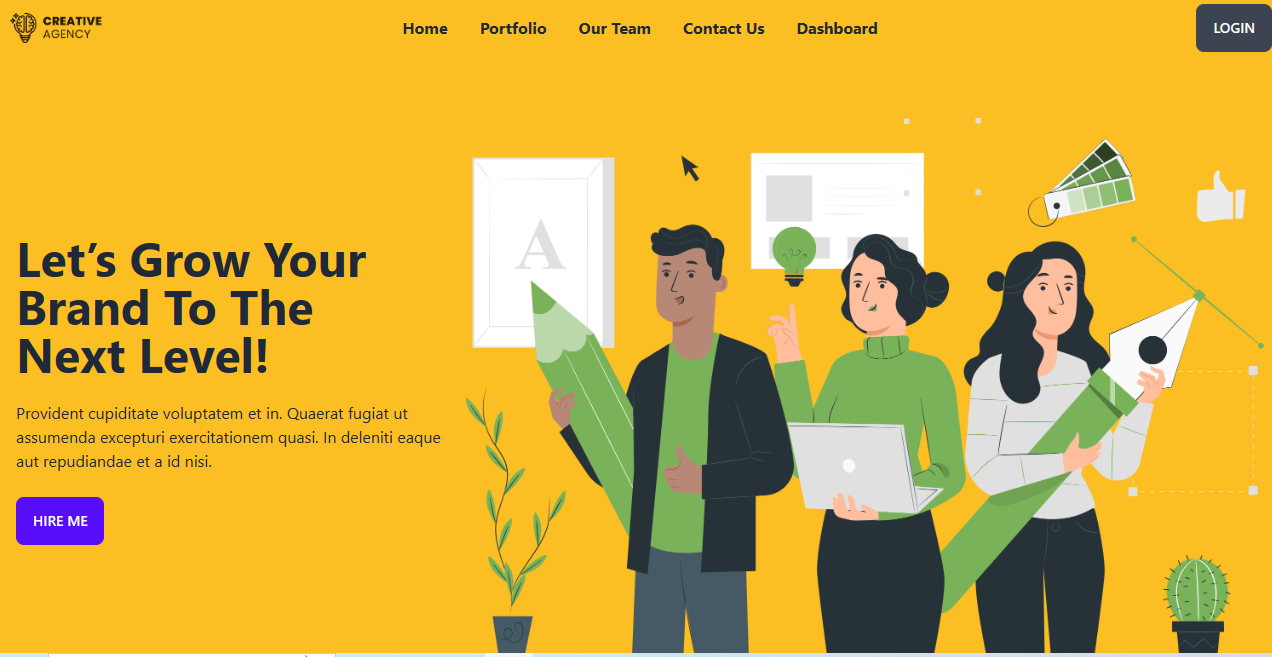 CREATIVE
AGENCY
Home Portfolio Our Team Contact Us Dashboard
LOGIN
A
Let’s Grow Your
Brand To The
Next Level!
Provident cupiditate voluptatem et in. Quaerat fugiat ut
assumenda excepturi exercitationem quasi. In deleniti eaque
aut repudiandae et a id nisi.
HIRE ME